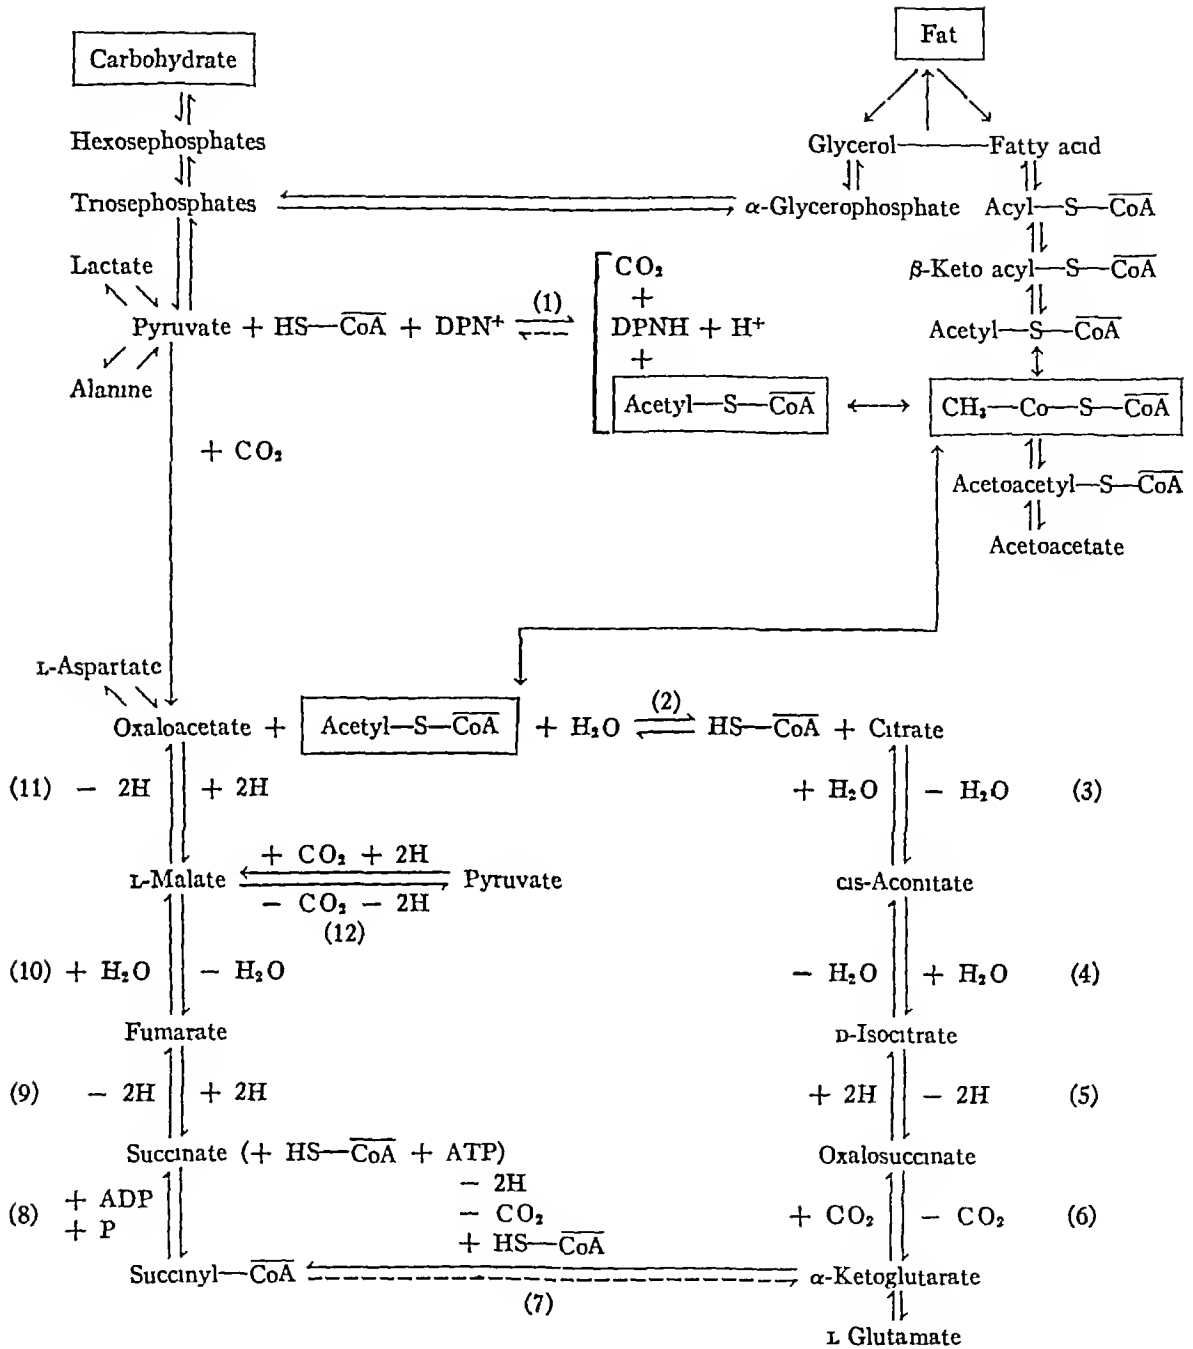 Fat
Carbohydrate
Hexosephosphates
Glycerol Fatty acid
Triosephosphates
α-Glycerophosphate Acyl—S—CoA
Lactate
CO₂
β-Keto acyl—S—CoA
+
(1)
Pyruvate + HS—CoA + DPN⁺
DPNH + H⁺
Acetyl—S—CoA
+
Alanine
Acetyl—S—CoA
CH₃—Co—S—CoA
+ CO₂
Acetoacetyl—S—CoA
Acetoacetate
L-Aspartate
(2)
Oxaloacetate + Acetyl—S—CoA + H₂O HS—CoA + Citrate
(11) − 2H + 2H
+ H₂O − H₂O (3)
+ CO₂ + 2H
L-Malate Pyruvate
cis-Aconitate
− CO₂ − 2H
(12)
(10) + H₂O − H₂O
− H₂O + H₂O (4)
Fumarate
D-Isocitrate
(9) − 2H + 2H
+ 2H − 2H (5)
Succinate (+ HS—CoA + ATP)
Oxalosuccinate
− 2H
(8) + ADP
+ P
− CO₂
+ CO₂ − CO₂ (6)
+ HS—CoA
Succinyl—CoA
α-Ketoglutarate
(7)
L Glutamate